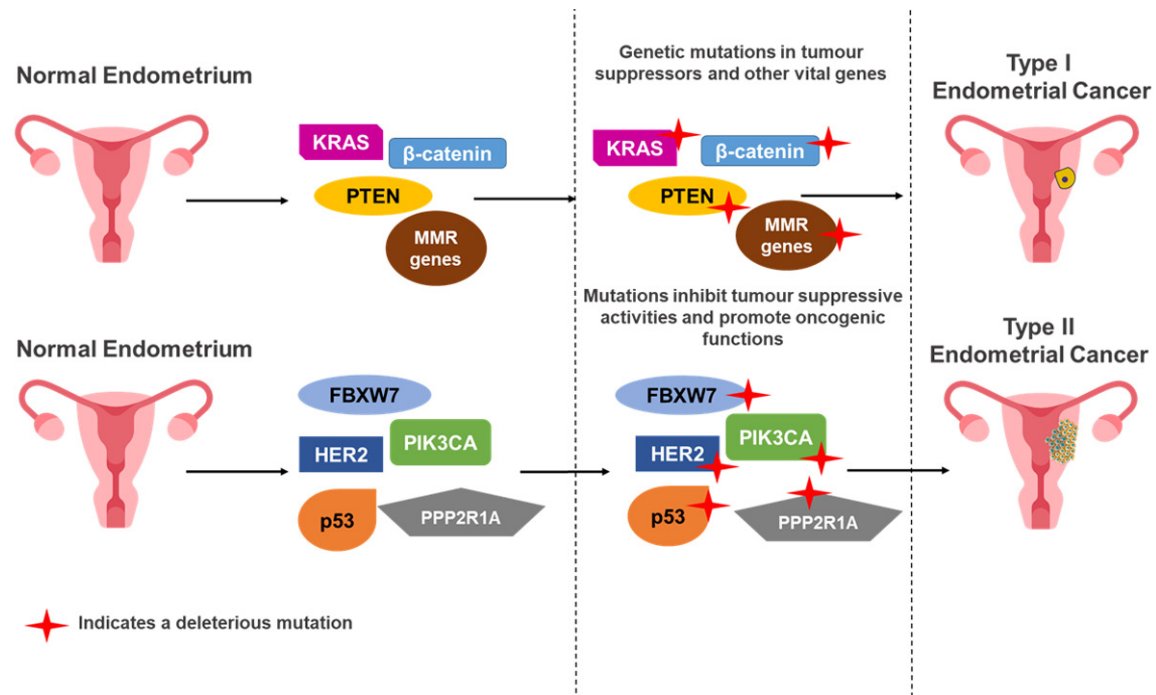 Normal Endometrium
KRAS
β-catenin
PTEN
MMR
genes
Genetic mutations in tumour
suppressors and other vital genes
KRAS
β-catenin
PTEN
MMR
genes
Type I
Endometrial Cancer
Normal Endometrium
FBXW7
PIK3CA
HER2
p53
PPP2R1A
Mutations inhibit tumour suppressive
activities and promote oncogenic
functions
FBXW7
PIK3CA
HER2
p53
PPP2R1A
Type II
Endometrial Cancer
Indicates a deleterious mutation